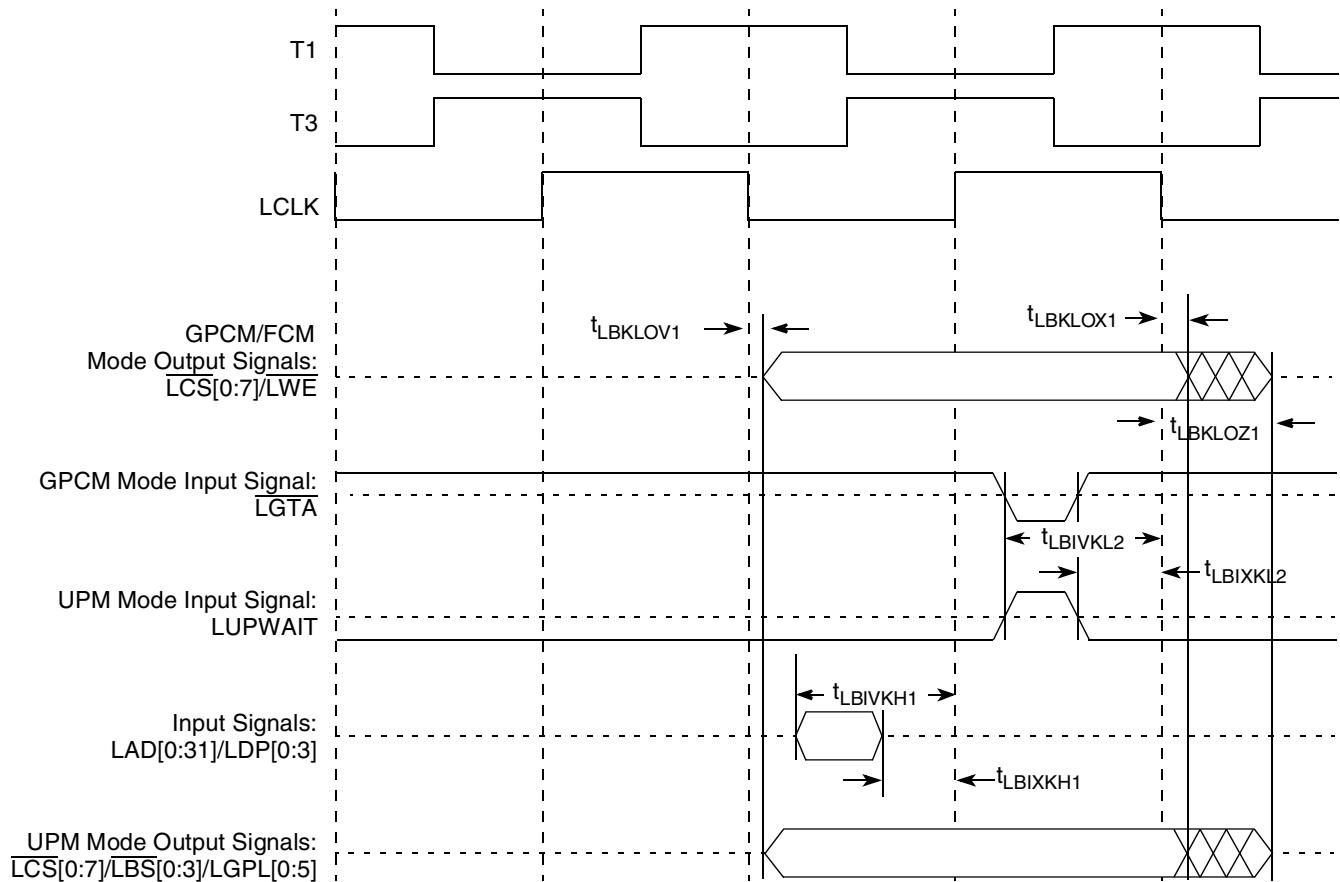 T1
T3
LCLK
GPCM/FCM
Mode Output Signals:
LCS[0:7]/LWE
tLBKLOV1
tLBKLOX1
tLBKLOZ1
GPCM Mode Input Signal:
LGTA
tLBIVKL2
tLBIXKL2
UPM Mode Input Signal:
LUPWAIT
tLBIVKH1
Input Signals:
LAD[0:31]/LDP[0:3]
tLBIXKH1
UPM Mode Output Signals:
LCS[0:7]/LBS[0:3]/LGPL[0:5]